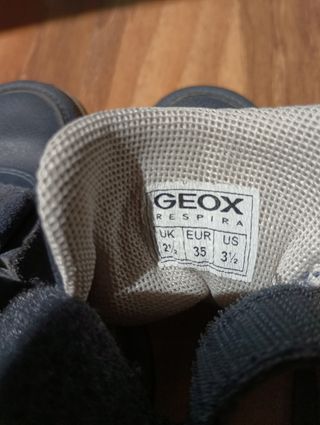 GEOX
RESPIRA
UK EUR US
2½ 35 3½